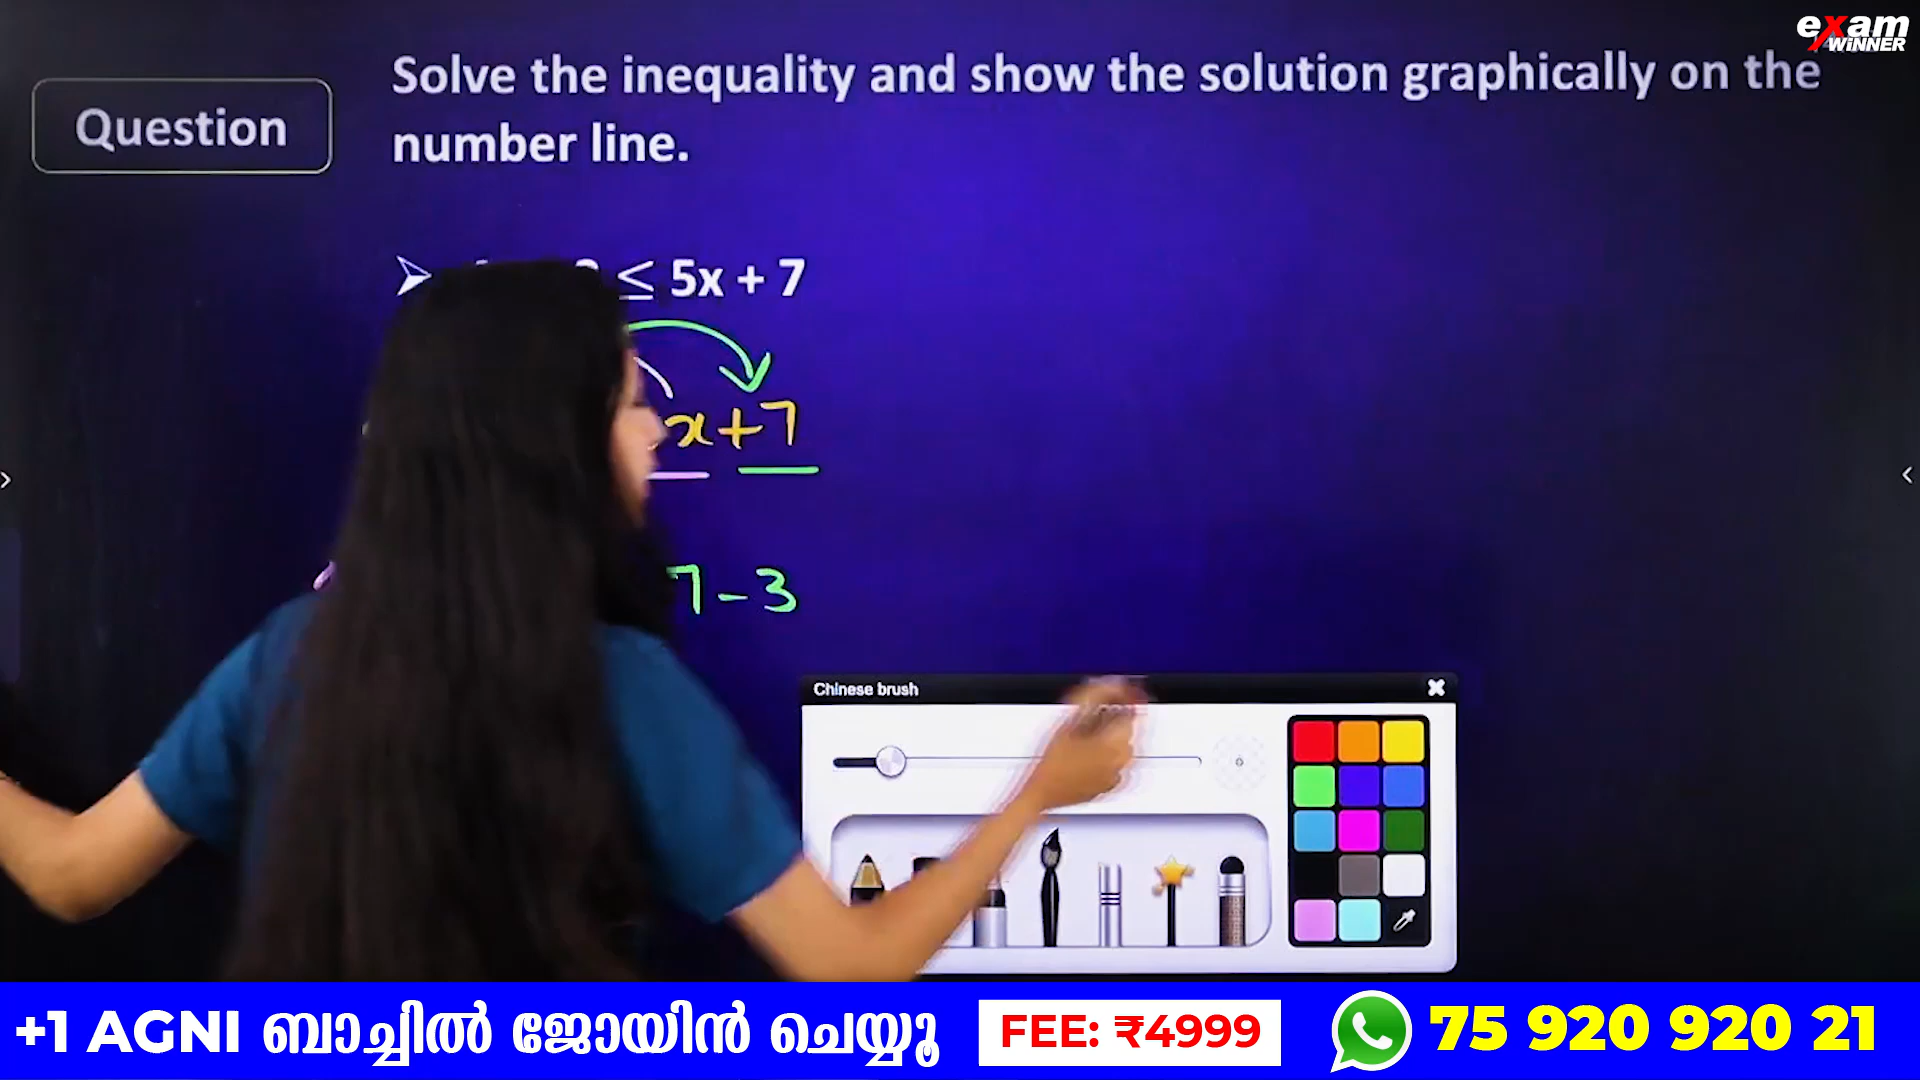 exam
WINNER
Question
Solve the inequality and show the solution graphically on the
number line.
≤ 5x + 7
x + 7
7 - 3
Chinese brush
+1 AGNI ബാച്ചിൽ ജോയിൻ ചെയ്യൂ
FEE: ₹4999
75 920 920 21